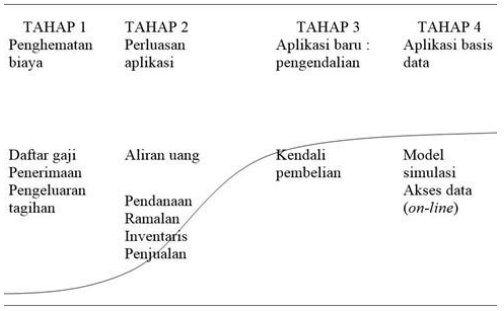 TAHAP 1
Penghematan
biaya
TAHAP 2
Perluasan
aplikasi
TAHAP 3
Aplikasi baru :
pengendalian
TAHAP 4
Aplikasi basis
data
Daftar gaji
Penerimaan
Pengeluaran
tagihan
Aliran uang
Pendanaan
Ramalan
Inventaris
Penjualan
Kendali
pembelian
Model
simulasi
Akses data
(on-line)